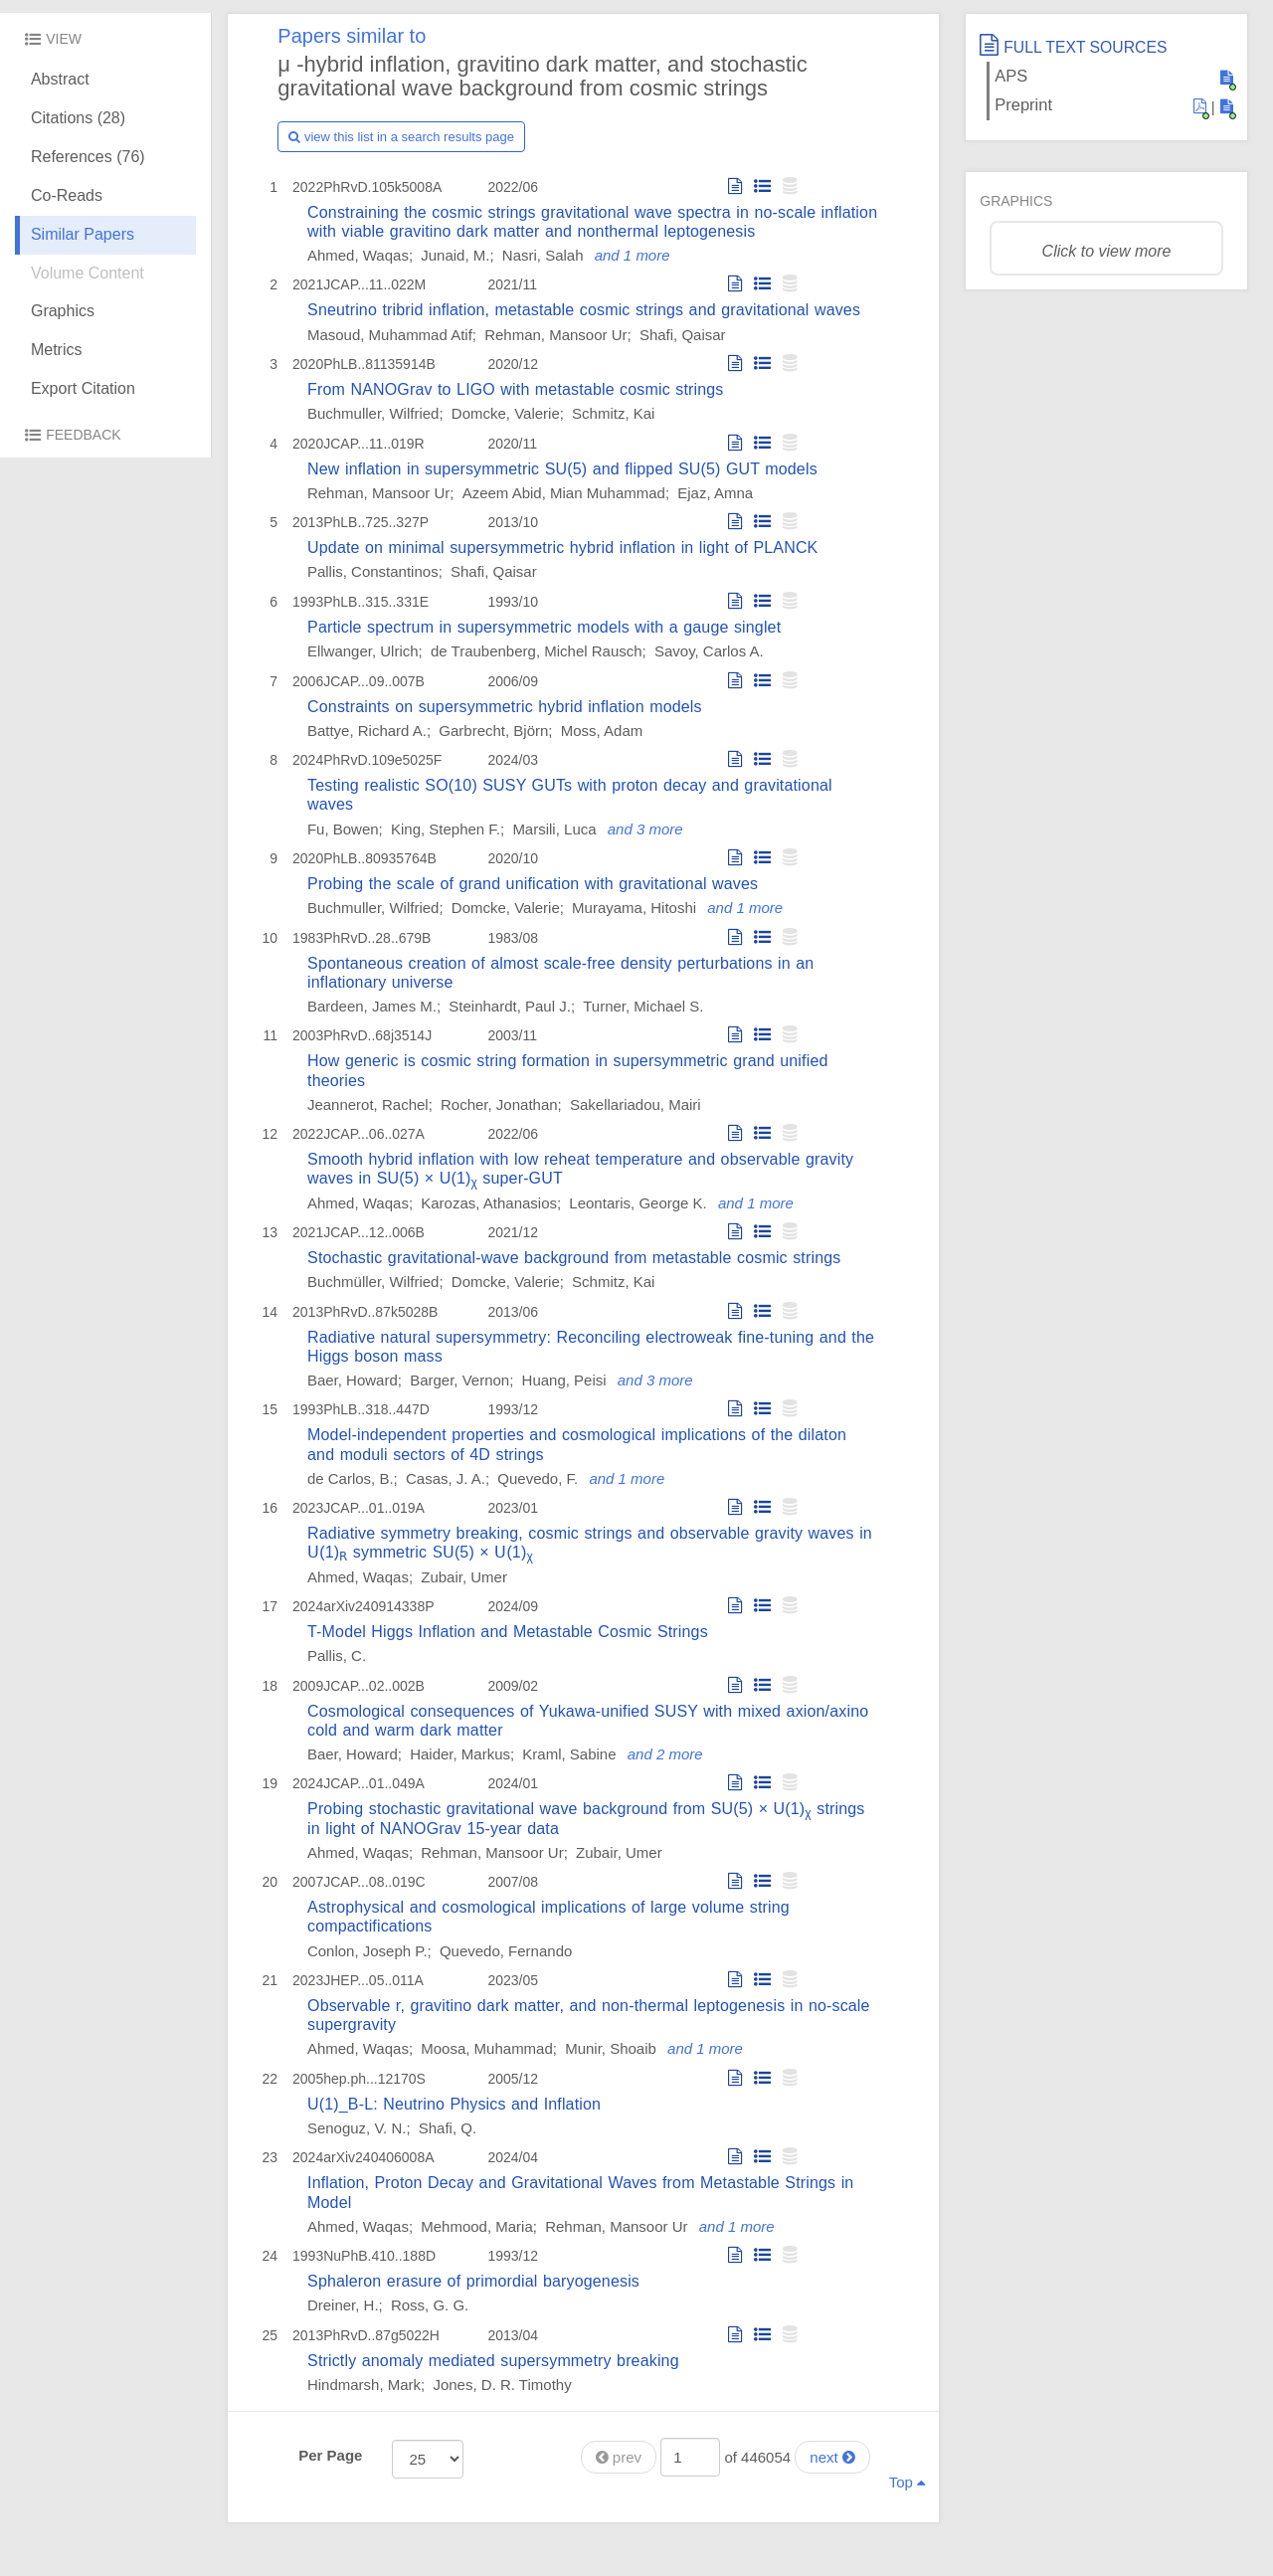 VIEW
Abstract
Citations (28)
References (76)
Co-Reads
Similar Papers
Volume Content
Graphics
Metrics
Export Citation
FEEDBACK
Papers similar to
μ -hybrid inflation, gravitino dark matter, and stochastic
gravitational wave background from cosmic strings
view this list in a search results page
1 2022PhRvD.105k5008A 2022/06
Constraining the cosmic strings gravitational wave spectra in no-scale inflation
with viable gravitino dark matter and nonthermal leptogenesis
Ahmed, Waqas; Junaid, M.; Nasri, Salah and 1 more
2 2021JCAP...11..022M 2021/11
Sneutrino tribrid inflation, metastable cosmic strings and gravitational waves
Masoud, Muhammad Atif; Rehman, Mansoor Ur; Shafi, Qaisar
3 2020PhLB..81135914B 2020/12
From NANOGrav to LIGO with metastable cosmic strings
Buchmuller, Wilfried; Domcke, Valerie; Schmitz, Kai
4 2020JCAP...11..019R 2020/11
New inflation in supersymmetric SU(5) and flipped SU(5) GUT models
Rehman, Mansoor Ur; Azeem Abid, Mian Muhammad; Ejaz, Amna
5 2013PhLB..725..327P 2013/10
Update on minimal supersymmetric hybrid inflation in light of PLANCK
Pallis, Constantinos; Shafi, Qaisar
6 1993PhLB..315..331E 1993/10
Particle spectrum in supersymmetric models with a gauge singlet
Ellwanger, Ulrich; de Traubenberg, Michel Rausch; Savoy, Carlos A.
7 2006JCAP...09..007B 2006/09
Constraints on supersymmetric hybrid inflation models
Battye, Richard A.; Garbrecht, Björn; Moss, Adam
8 2024PhRvD.109e5025F 2024/03
Testing realistic SO(10) SUSY GUTs with proton decay and gravitational
waves
Fu, Bowen; King, Stephen F.; Marsili, Luca and 3 more
9 2020PhLB..80935764B 2020/10
Probing the scale of grand unification with gravitational waves
Buchmuller, Wilfried; Domcke, Valerie; Murayama, Hitoshi and 1 more
10 1983PhRvD..28..679B 1983/08
Spontaneous creation of almost scale-free density perturbations in an
inflationary universe
Bardeen, James M.; Steinhardt, Paul J.; Turner, Michael S.
11 2003PhRvD..68j3514J 2003/11
How generic is cosmic string formation in supersymmetric grand unified
theories
Jeannerot, Rachel; Rocher, Jonathan; Sakellariadou, Mairi
12 2022JCAP...06..027A 2022/06
Smooth hybrid inflation with low reheat temperature and observable gravity
waves in SU(5) × U(1)χ super-GUT
Ahmed, Waqas; Karozas, Athanasios; Leontaris, George K. and 1 more
13 2021JCAP...12..006B 2021/12
Stochastic gravitational-wave background from metastable cosmic strings
Buchmüller, Wilfried; Domcke, Valerie; Schmitz, Kai
14 2013PhRvD..87k5028B 2013/06
Radiative natural supersymmetry: Reconciling electroweak fine-tuning and the
Higgs boson mass
Baer, Howard; Barger, Vernon; Huang, Peisi and 3 more
15 1993PhLB..318..447D 1993/12
Model-independent properties and cosmological implications of the dilaton
and moduli sectors of 4D strings
de Carlos, B.; Casas, J. A.; Quevedo, F. and 1 more
16 2023JCAP...01..019A 2023/01
Radiative symmetry breaking, cosmic strings and observable gravity waves in
U(1)R symmetric SU(5) × U(1)χ
Ahmed, Waqas; Zubair, Umer
17 2024arXiv240914338P 2024/09
T-Model Higgs Inflation and Metastable Cosmic Strings
Pallis, C.
18 2009JCAP...02..002B 2009/02
Cosmological consequences of Yukawa-unified SUSY with mixed axion/axino
cold and warm dark matter
Baer, Howard; Haider, Markus; Kraml, Sabine and 2 more
19 2024JCAP...01..049A 2024/01
Probing stochastic gravitational wave background from SU(5) × U(1)χ strings
in light of NANOGrav 15-year data
Ahmed, Waqas; Rehman, Mansoor Ur; Zubair, Umer
20 2007JCAP...08..019C 2007/08
Astrophysical and cosmological implications of large volume string
compactifications
Conlon, Joseph P.; Quevedo, Fernando
21 2023JHEP...05..011A 2023/05
Observable r, gravitino dark matter, and non-thermal leptogenesis in no-scale
supergravity
Ahmed, Waqas; Moosa, Muhammad; Munir, Shoaib and 1 more
22 2005hep.ph...12170S 2005/12
U(1)_B-L: Neutrino Physics and Inflation
Senoguz, V. N.; Shafi, Q.
23 2024arXiv240406008A 2024/04
Inflation, Proton Decay and Gravitational Waves from Metastable Strings in
Model
Ahmed, Waqas; Mehmood, Maria; Rehman, Mansoor Ur and 1 more
24 1993NuPhB.410..188D 1993/12
Sphaleron erasure of primordial baryogenesis
Dreiner, H.; Ross, G. G.
25 2013PhRvD..87g5022H 2013/04
Strictly anomaly mediated supersymmetry breaking
Hindmarsh, Mark; Jones, D. R. Timothy
Per Page 25 prev 1 of 446054 next
Top
FULL TEXT SOURCES
APS
Preprint |
GRAPHICS
Click to view more